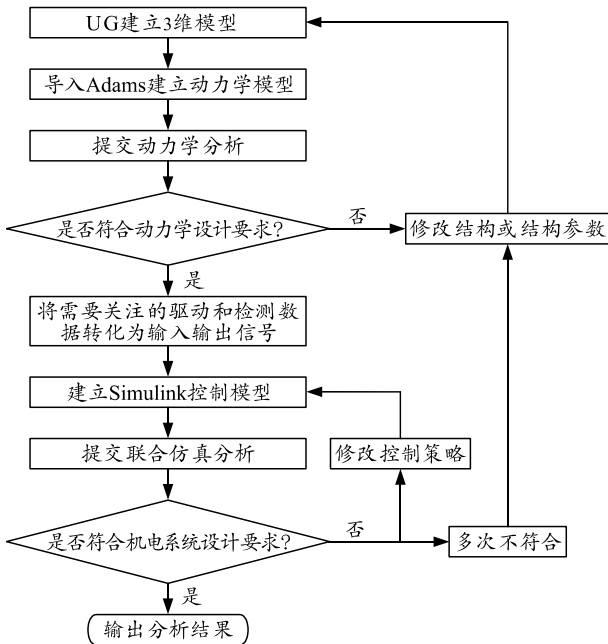 UG建立3维模型
导入Adams建立动力学模型
提交动力学分析
是否符合动力学设计要求?
否
修改结构或结构参数
是
将需要关注的驱动和检测数
据转化为输入输出信号
建立Simulink控制模型
提交联合仿真分析
修改控制策略
是否符合机电系统设计要求?
否
多次不符合
是
输出分析结果